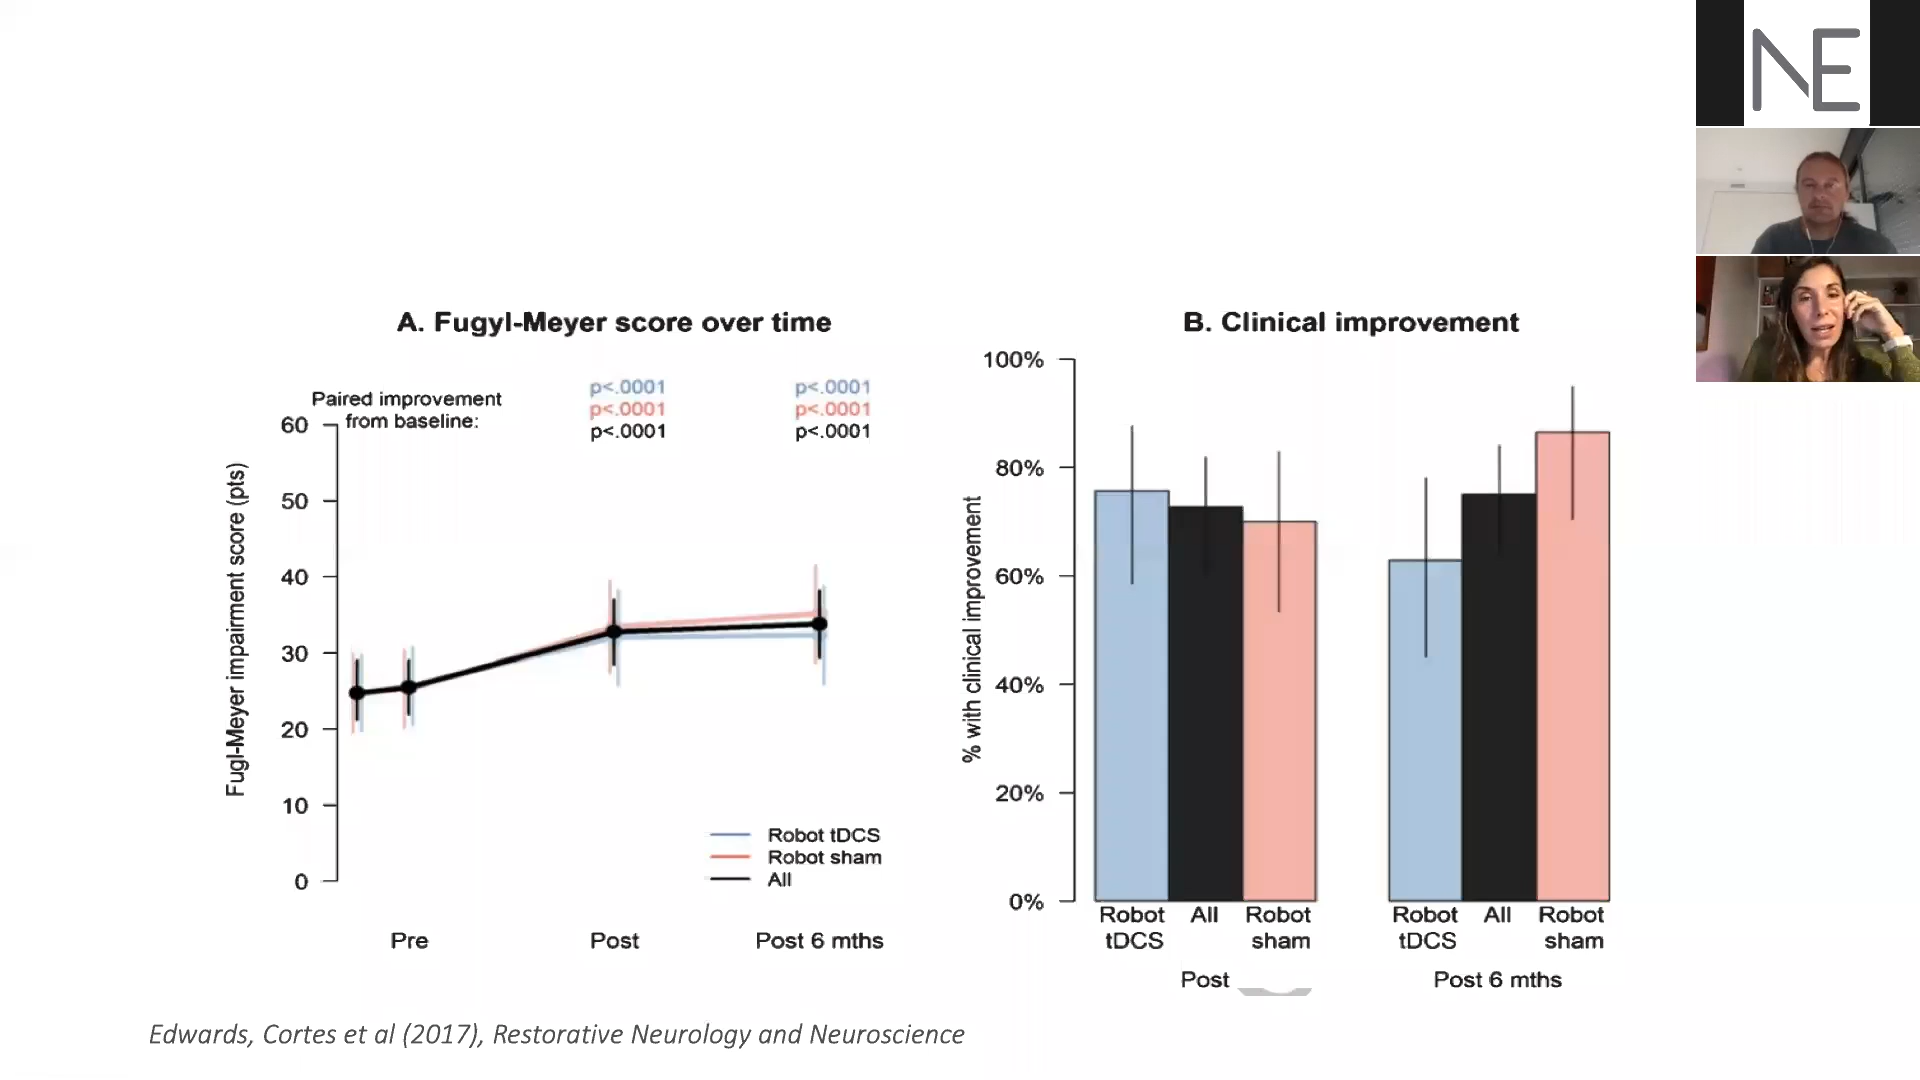 NE
A. Fugyl-Meyer score over time
Paired improvement
from baseline:
p<.0001
p<.0001
p<.0001
p<.0001
p<.0001
p<.0001
60
50
40
30
20
10
0
Fugl-Meyer impairment score (pts)
Robot tDCS
Robot sham
All
Pre
Post
Post 6 mths
B. Clinical improvement
100%
80%
60%
40%
20%
0%
% with clinical improvement
Robot
tDCS
All
Robot
sham
Robot
tDCS
All
Robot
sham
Post
Post 6 mths
Edwards, Cortes et al (2017), Restorative Neurology and Neuroscience